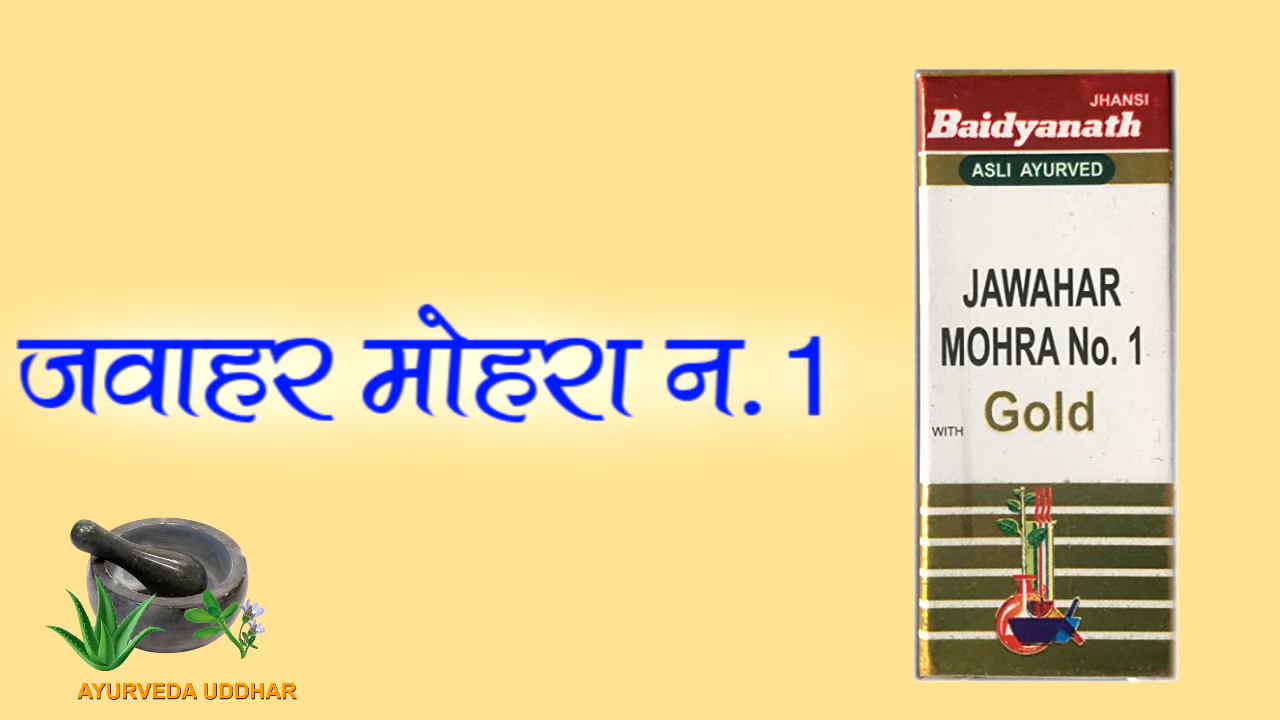 जवाहर मोहरा न. 1
AYURVEDA UDDHAR
JHANSI
Baidyanath
ASLI AYURVED
JAWAHAR
MOHRA No. 1
WITH Gold